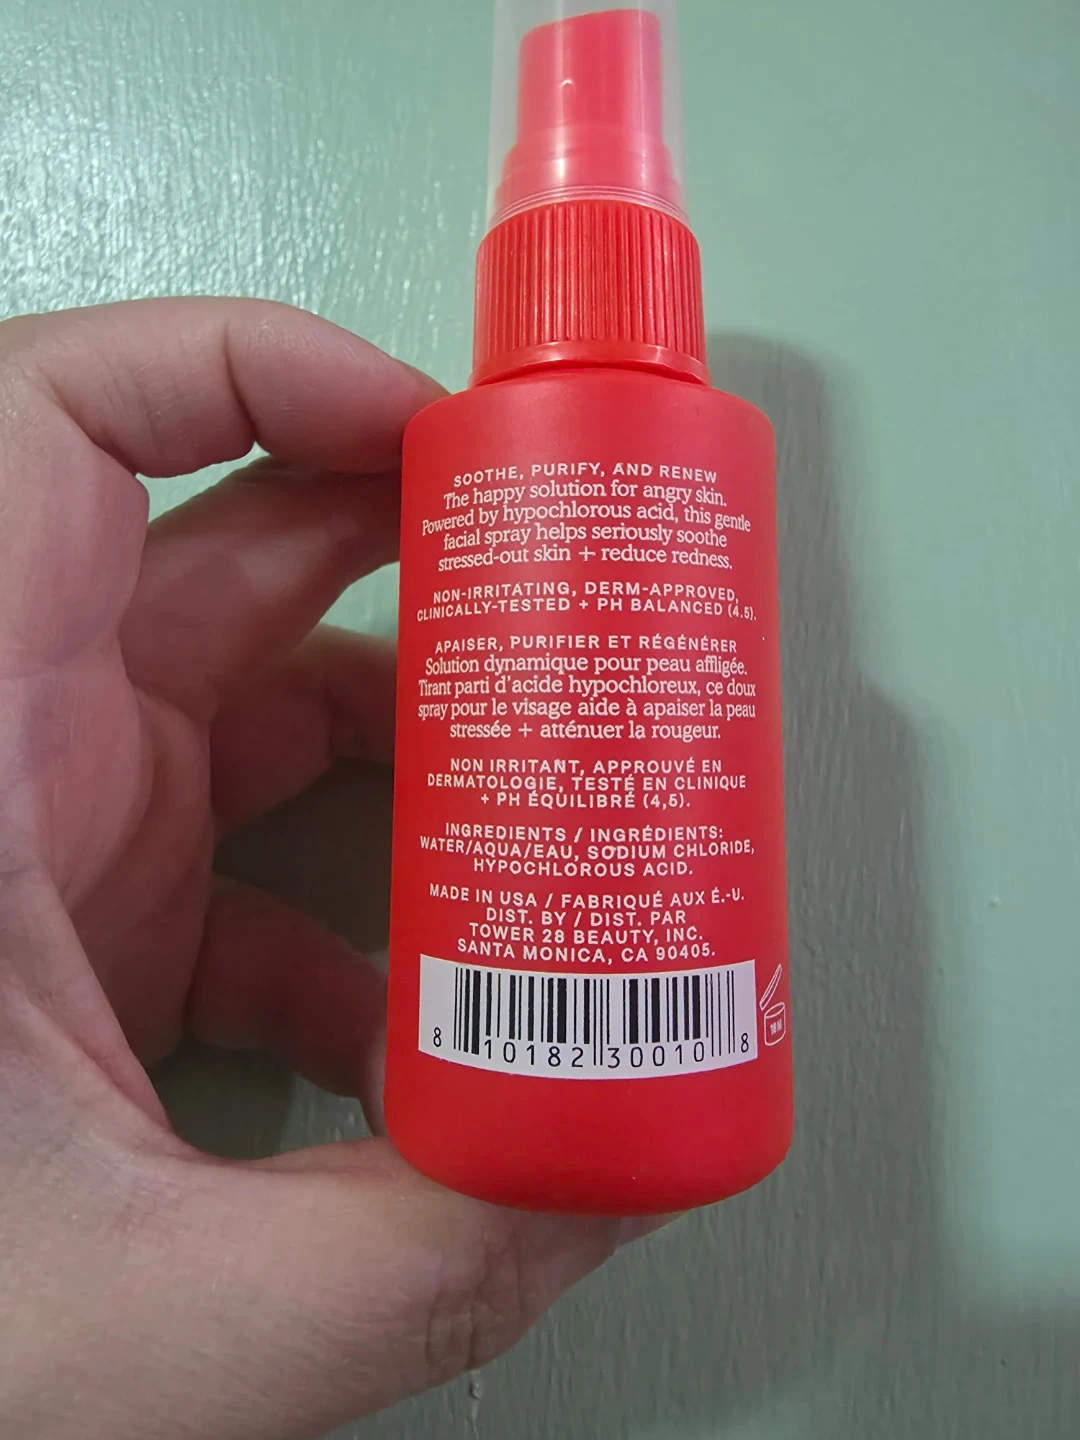 SOOTHE, PURIFY, AND RENEW
The happy solution for angry skin.
Powered by hypochlorous acid, this gentle
facial spray helps seriously soothe
stressed-out skin + reduce redness.
NON-IRRITATING, DERM-APPROVED,
CLINICALLY-TESTED + PH BALANCED (4.5).
APAISER, PURIFIER ET RÉGÉNÉRER
Solution dynamique pour peau affligée.
Tirant parti d'acide hypochloreux, ce doux
spray pour le visage aide à apaiser la peau
stressée + atténuer la rougeur.
NON IRRITANT, APPROUVÉ EN
DERMATOLOGIE, TESTÉ EN CLINIQUE
+ PH ÉQUILIBRÉ (4,5).
INGREDIENTS / INGRÉDIENTS:
WATER/AQUA/EAU, SODIUM CHLORIDE,
HYPOCHLOROUS ACID.
MADE IN USA / FABRIQUÉ AUX É.-U.
DIST. BY / DIST. PAR
TOWER 28 BEAUTY, INC.
SANTA MONICA, CA 90405.
8 10182 30010 8